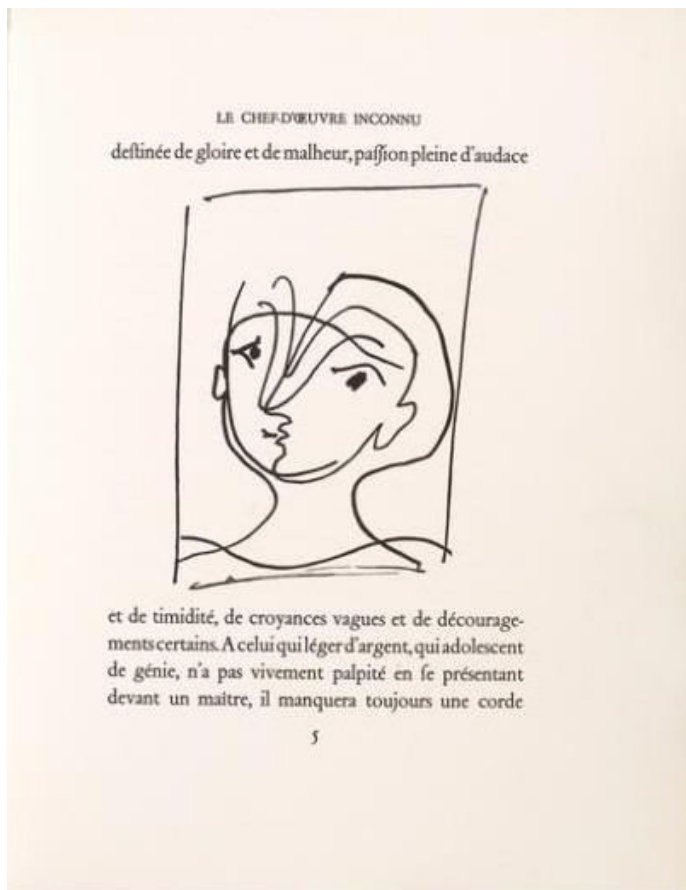 LE CHEF-D'ŒUVRE INCONNU
deſtinée de gloire et de malheur, paſſion pleine d'audace
et de timidité, de croyances vagues et de décourage-
ments certains. A celui qui léger d'argent, qui adolescent
de génie, n'a pas vivement palpité en ſe présentant
devant un maître, il manquera toujours une corde
5